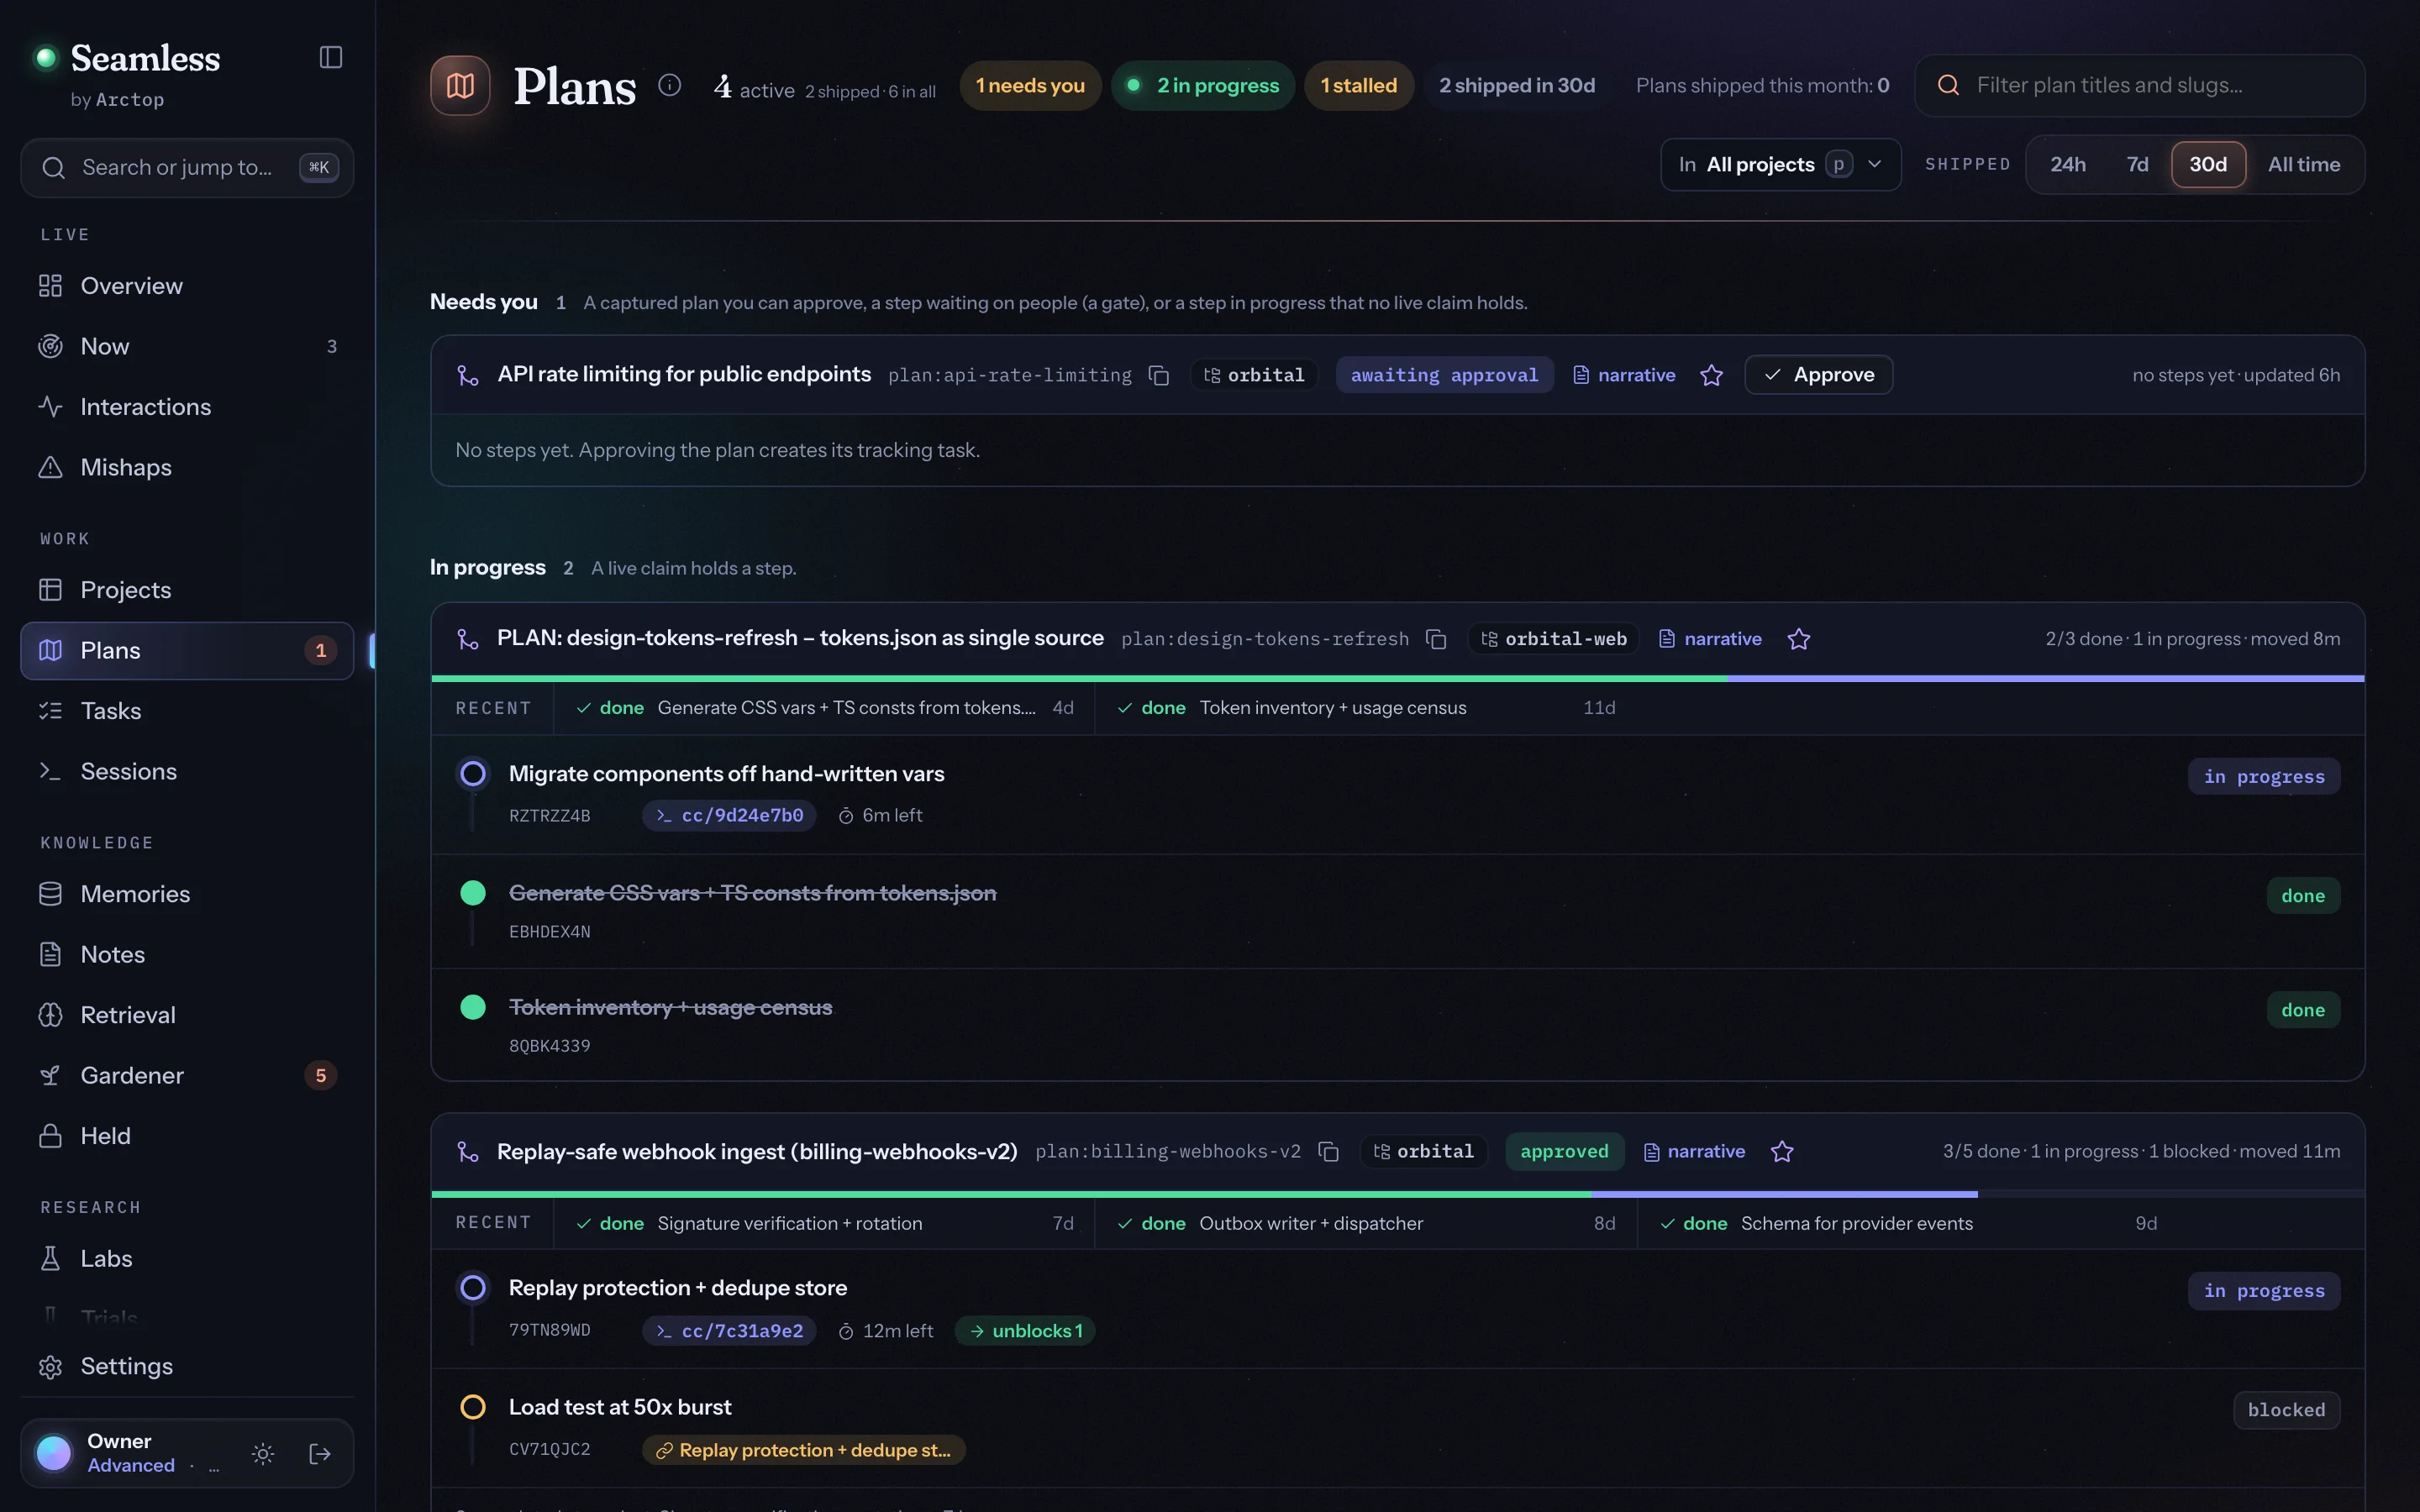 Seamless
by Arctop
Search or jump to... ⌘K
LIVE
Overview
Now 3
Interactions
Mishaps
WORK
Projects
Plans 1
Tasks
Sessions
KNOWLEDGE
Memories
Notes
Retrieval
Gardener 5
Held
RESEARCH
Labs
Trials
Settings
Owner
Advanced · ...
Plans 4 active 2 shipped · 6 in all 1 needs you 2 in progress 1 stalled 2 shipped in 30d Plans shipped this month: 0 Filter plan titles and slugs...
In All projects p SHIPPED 24h 7d 30d All time
Needs you 1 A captured plan you can approve, a step waiting on people (a gate), or a step in progress that no live claim holds.
API rate limiting for public endpoints plan:api-rate-limiting orbital awaiting approval narrative Approve no steps yet · updated 6h
No steps yet. Approving the plan creates its tracking task.
In progress 2 A live claim holds a step.
PLAN: design-tokens-refresh – tokens.json as single source plan:design-tokens-refresh orbital-web narrative 2/3 done · 1 in progress · moved 8m
RECENT done Generate CSS vars + TS consts from tokens.... 4d done Token inventory + usage census 11d
Migrate components off hand-written vars in progress
RZTRZZ4B cc/9d24e7b0 6m left
Generate CSS vars + TS consts from tokens.json done
EBHDEX4N
Token inventory + usage census done
8QBK4339
Replay-safe webhook ingest (billing-webhooks-v2) plan:billing-webhooks-v2 orbital approved narrative 3/5 done · 1 in progress · 1 blocked · moved 11m
RECENT done Signature verification + rotation 7d done Outbox writer + dispatcher 8d done Schema for provider events 9d
Replay protection + dedupe store in progress
79TN89WD cc/7c31a9e2 12m left → unblocks 1
Load test at 50x burst blocked
CV71QJC2 Replay protection + dedupe st...